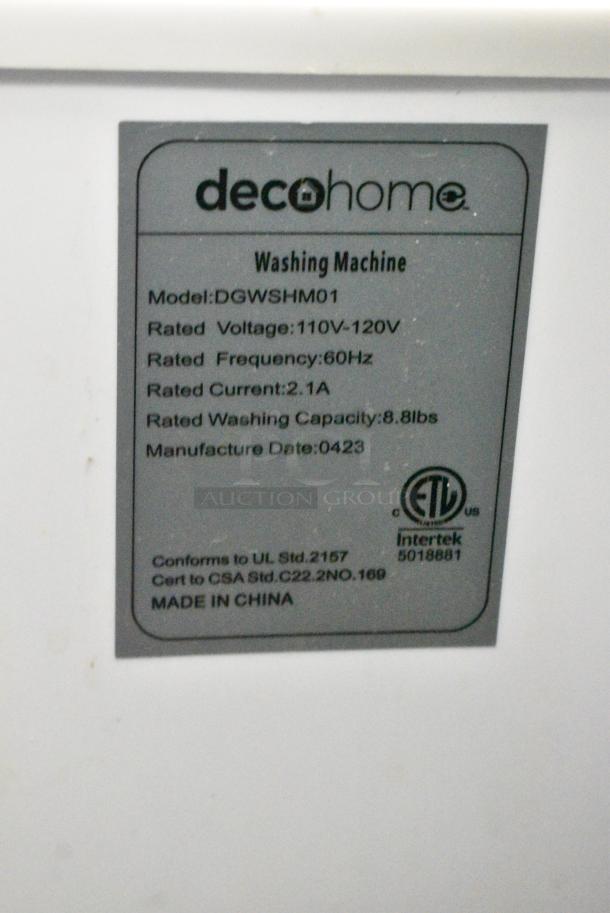 decohome
Washing Machine
Model:DGWSHM01
Rated Voltage:110V-120V
Rated Frequency:60Hz
Rated Current:2.1A
Rated Washing Capacity:8.8lbs
Manufacture Date:0423
PCI
AUCTION GROUP
ETL
C US
LISTED
Intertek
5018881
Conforms to UL Std.2157
Cert to CSA Std.C22.2NO.169
MADE IN CHINA